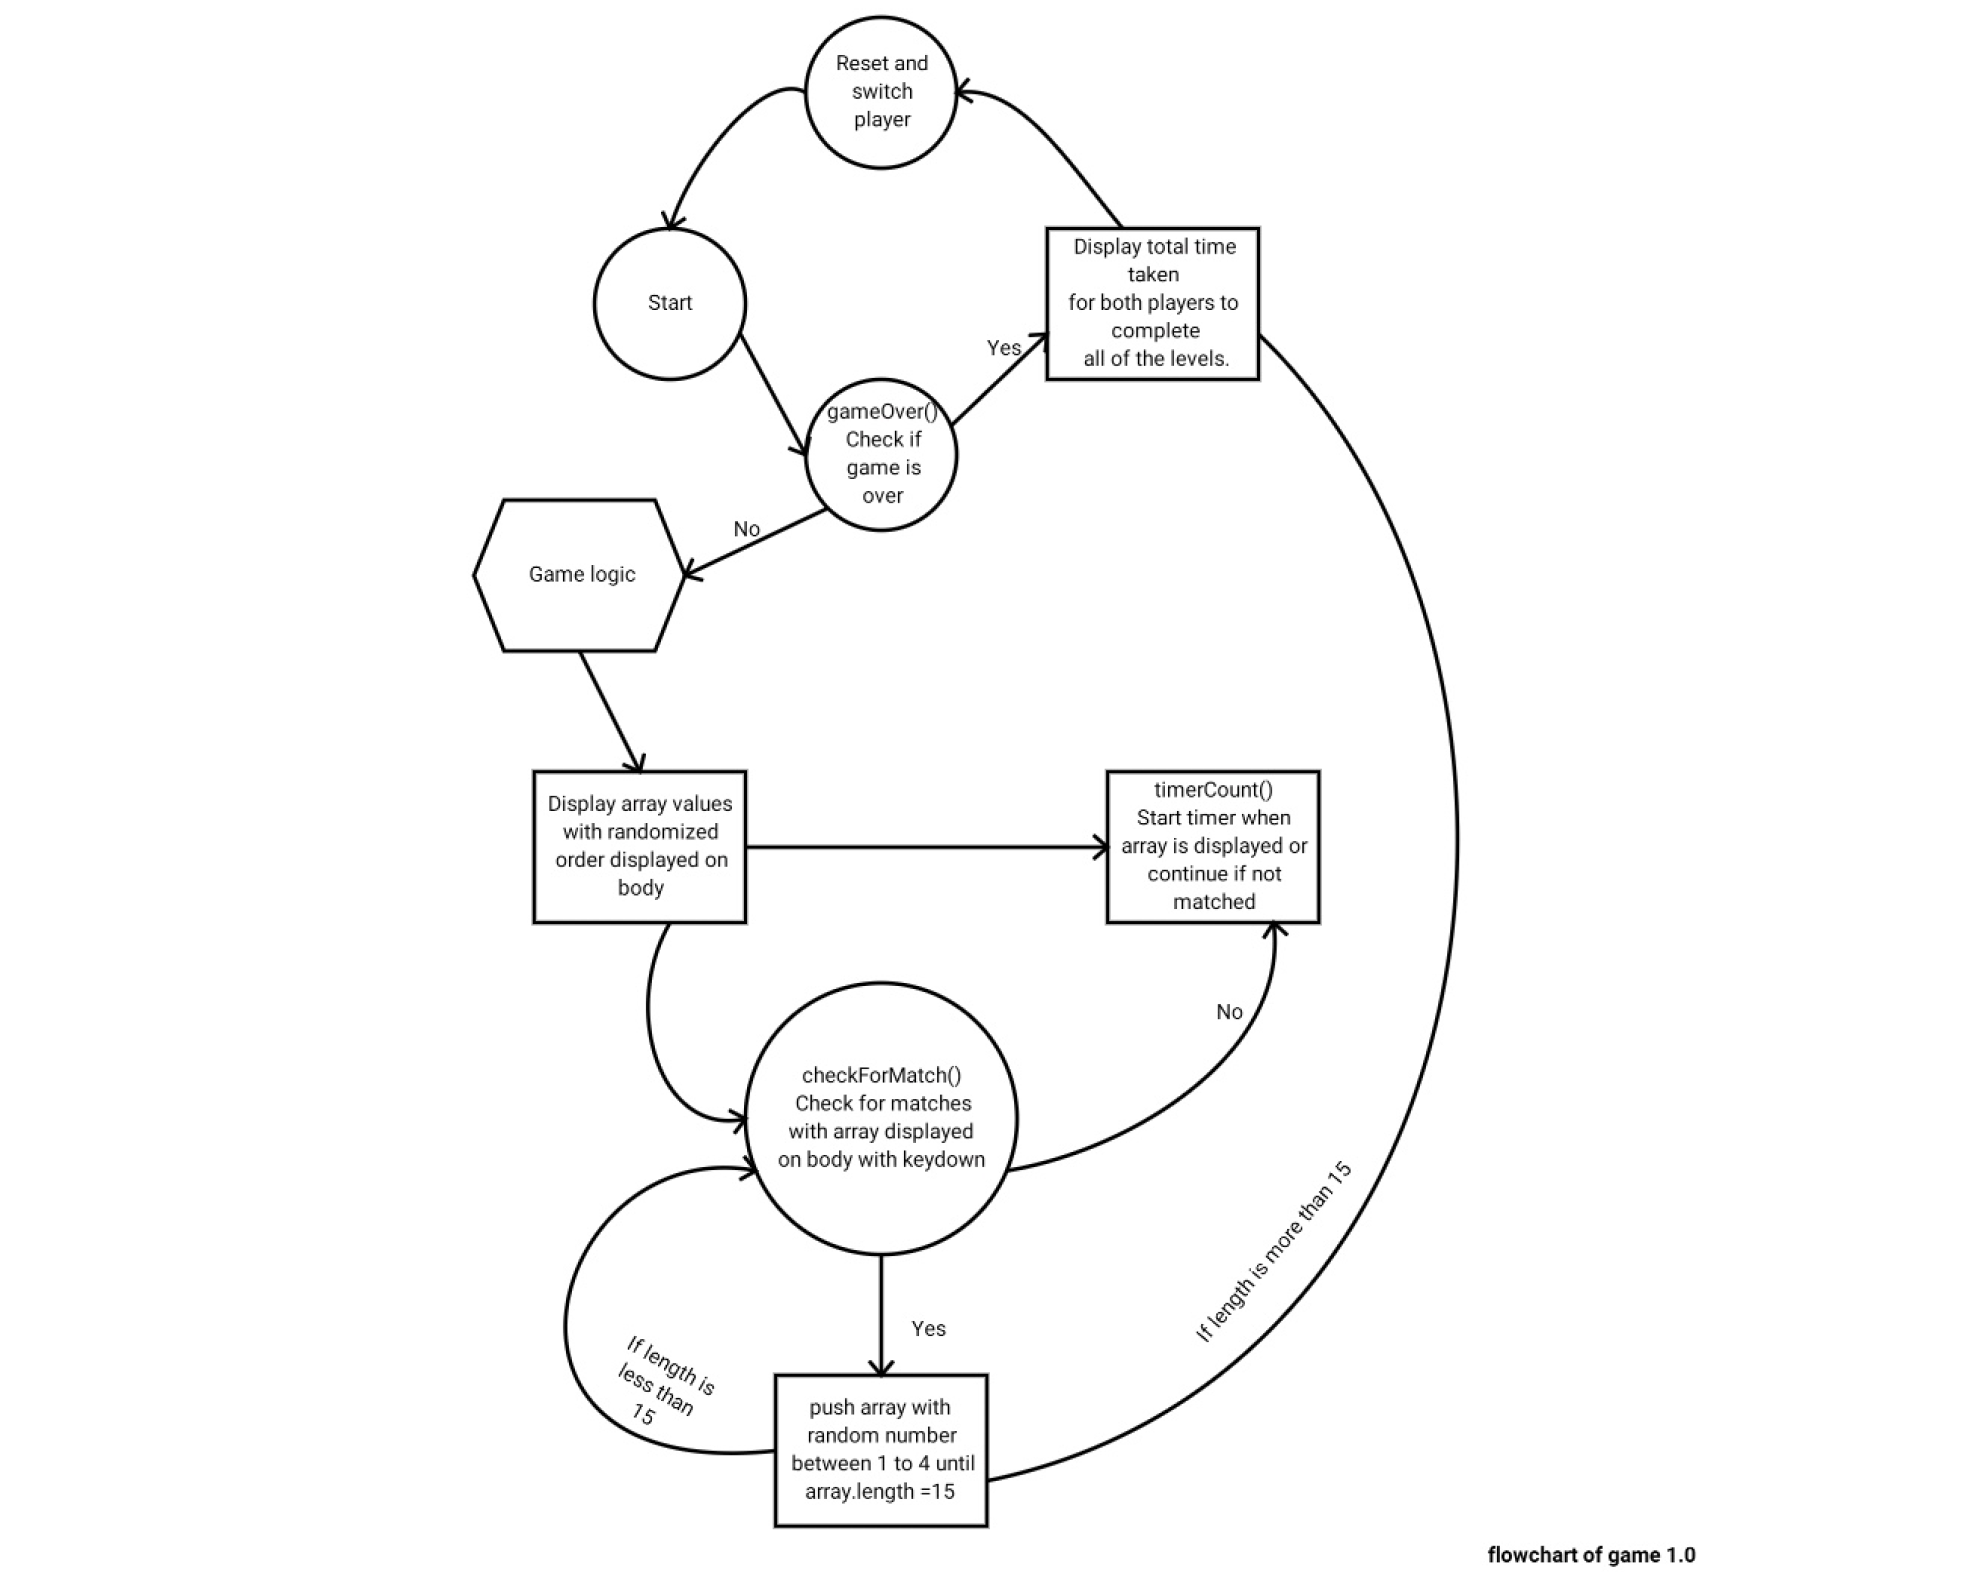 Reset and
switch
player
Start
Display total time
taken
for both players to
complete
all of the levels.
Yes
gameOver()
Check if
game is
over
No
Game logic
Display array values
with randomized
order displayed on
body
timerCount()
Start timer when
array is displayed or
continue if not
matched
No
checkForMatch()
Check for matches
with array displayed
on body with keydown
If length is more than 15
Yes
If length is
less than
15
push array with
random number
between 1 to 4 until
array.length =15
flowchart of game 1.0